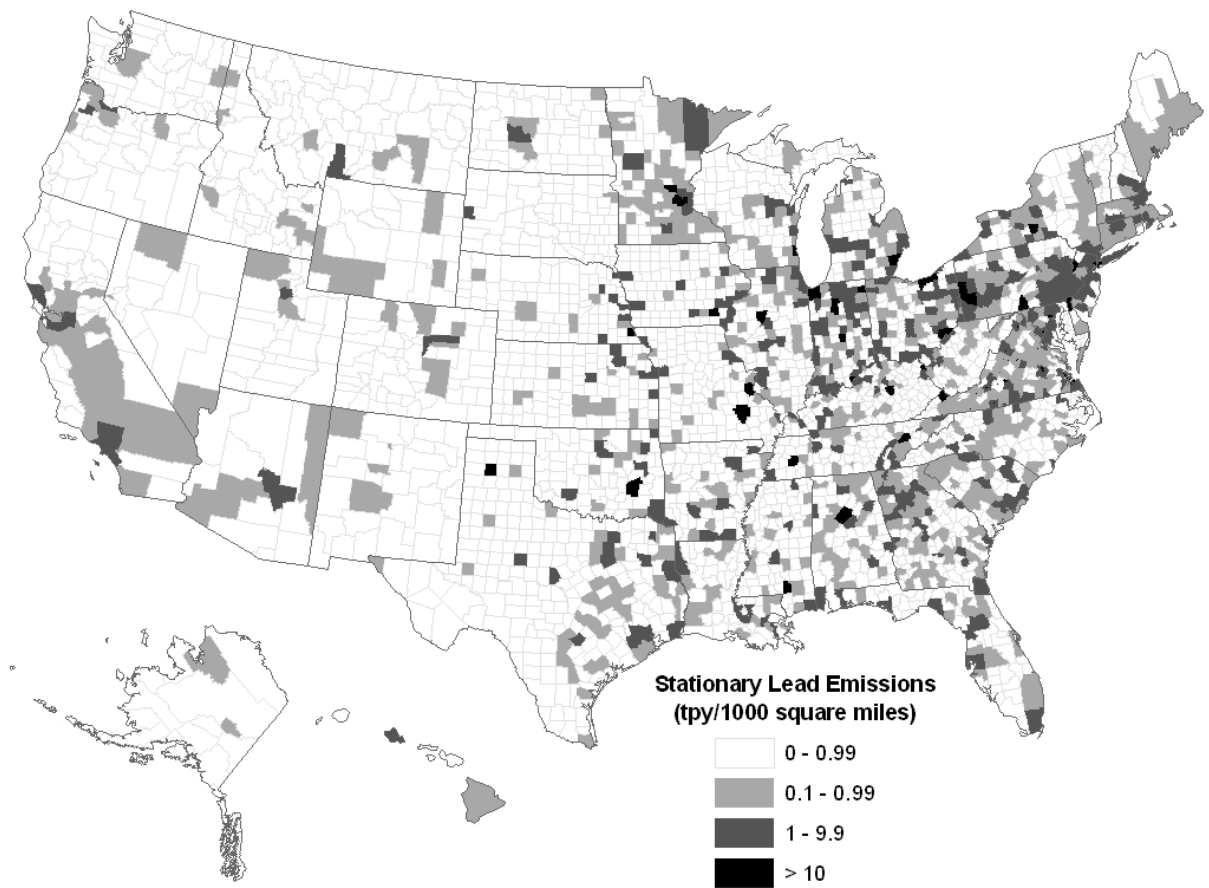 Stationary Lead Emissions
(tpy/1000 square miles)
0 - 0.99
0.1 - 0.99
1 - 9.9
> 10